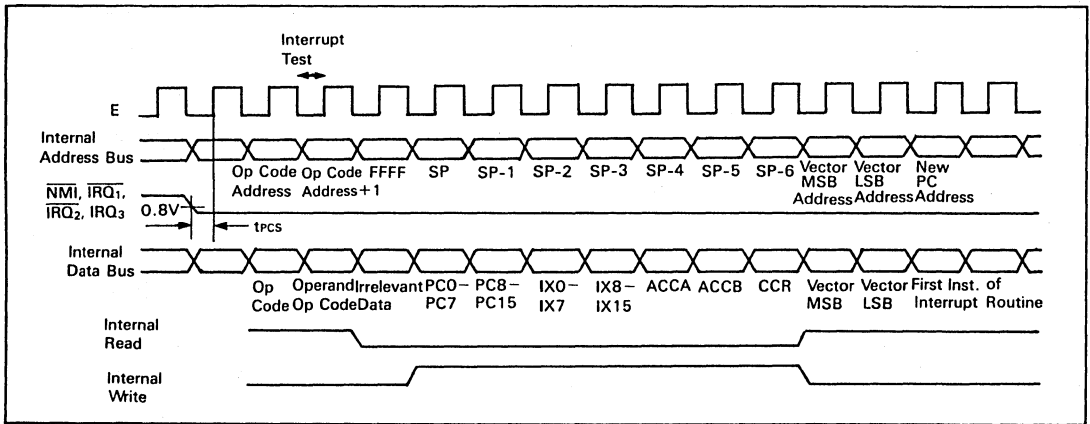 Interrupt
Test
E
Internal
Address Bus
Op Code Address
Op Code Address+1
FFFF
SP
SP-1
SP-2
SP-3
SP-4
SP-5
SP-6
Vector MSB Address
Vector LSB Address
New PC Address
NMI, IRQ1,
IRQ2, IRQ3
0.8V
tPCS
Internal
Data Bus
Op Code
Operand Op Code
Irrelevant Data
PC0–PC7
PC8–PC15
IX0–IX7
IX8–IX15
ACCA
ACCB
CCR
Vector MSB
Vector LSB
First Inst. of
Interrupt Routine
Internal
Read
Internal
Write